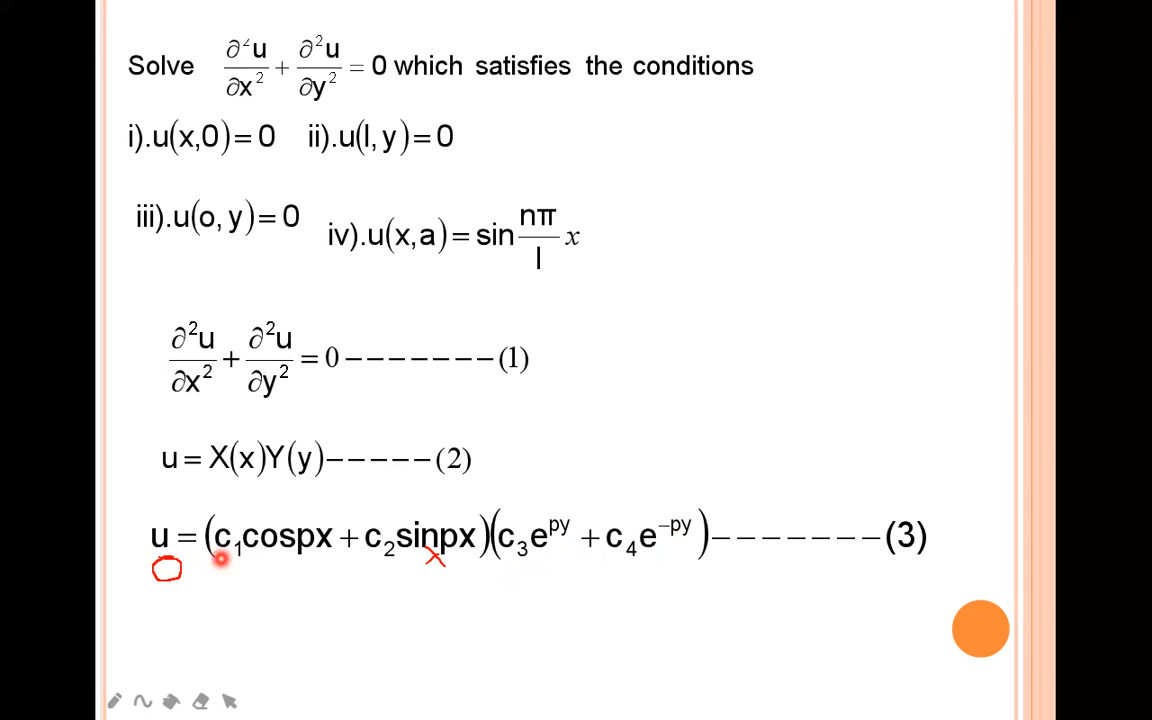 Solve ∂²u/∂x² + ∂²u/∂y² = 0 which satisfies the conditions
i).u(x,0)=0 ii).u(l,y)=0
iii).u(o,y)=0 iv).u(x,a)=sin nπ/l x
∂²u/∂x² + ∂²u/∂y² = 0 −−−−−−−(1)
u=X(x)Y(y)−−−−−(2)
u=(c₁cospx+c₂sinpx)(c₃e^py+c₄e^−py)−−−−−−−(3)